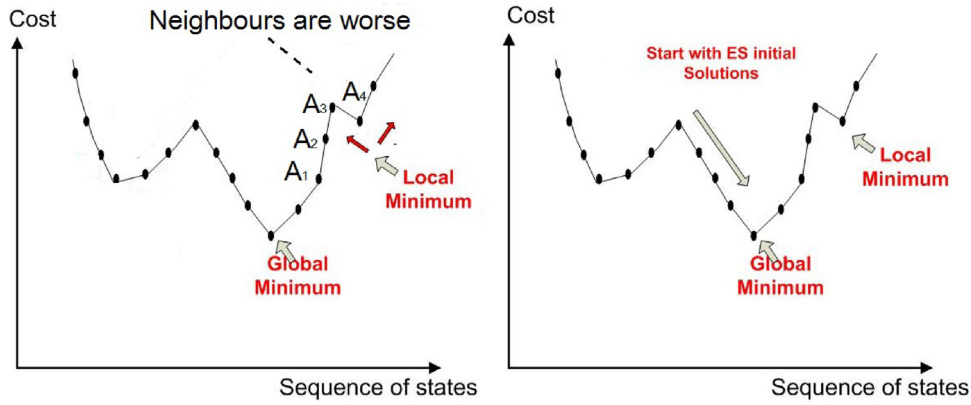 Cost
Neighbours are worse
A3
A4
A2
A1
Local
Minimum
Global
Minimum
Sequence of states
Cost
Start with ES initial
Solutions
Local
Minimum
Global
Minimum
Sequence of states